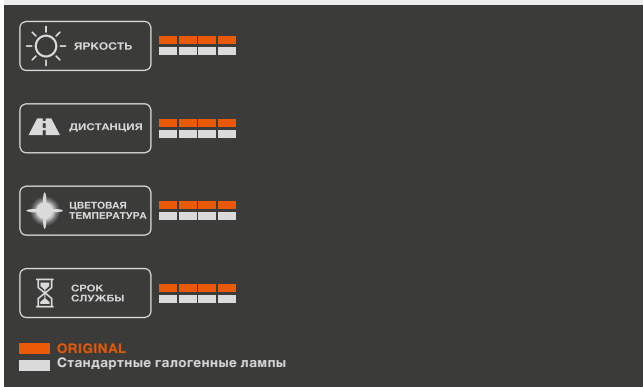 ЯРКОСТЬ
ДИСТАНЦИЯ
ЦВЕТОВАЯ
ТЕМПЕРАТУРА
СРОК
СЛУЖБЫ
ORIGINAL
Стандартные галогенные лампы